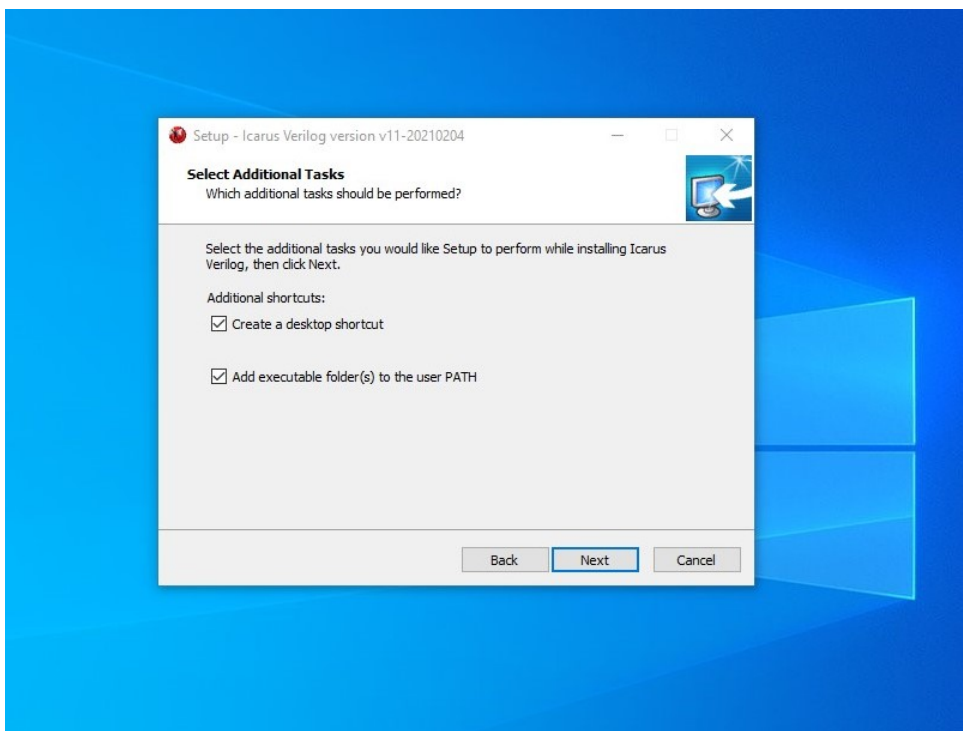 Setup - Icarus Verilog version v11-20210204
Select Additional Tasks
Which additional tasks should be performed?
Select the additional tasks you would like Setup to perform while installing Icarus
Verilog, then click Next.
Additional shortcuts:
Create a desktop shortcut
Add executable folder(s) to the user PATH
Back Next Cancel